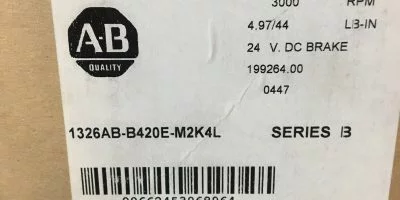 3000 RPM
4.97/44 LB-IN
24 V. DC BRAKE
199264.00
0447
A-B
QUALITY
1326AB-B420E-M2K4L SERIES B